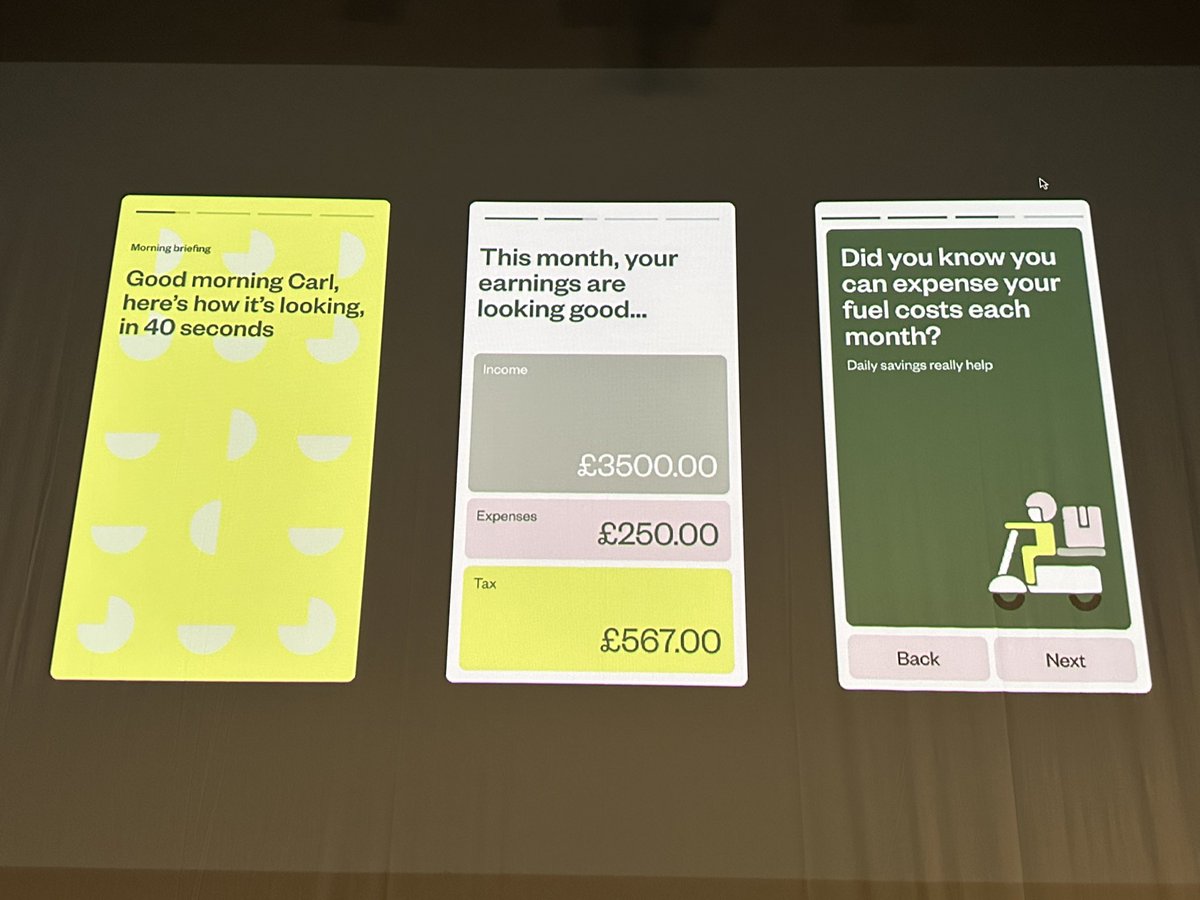 Morning briefing
Good morning Carl,
here's how it's looking,
in 40 seconds
This month, your
earnings are
looking good...
Income
£3500.00
Expenses
£250.00
Tax
£567.00
Did you know you
can expense your
fuel costs each
month?
Daily savings really help
Back
Next